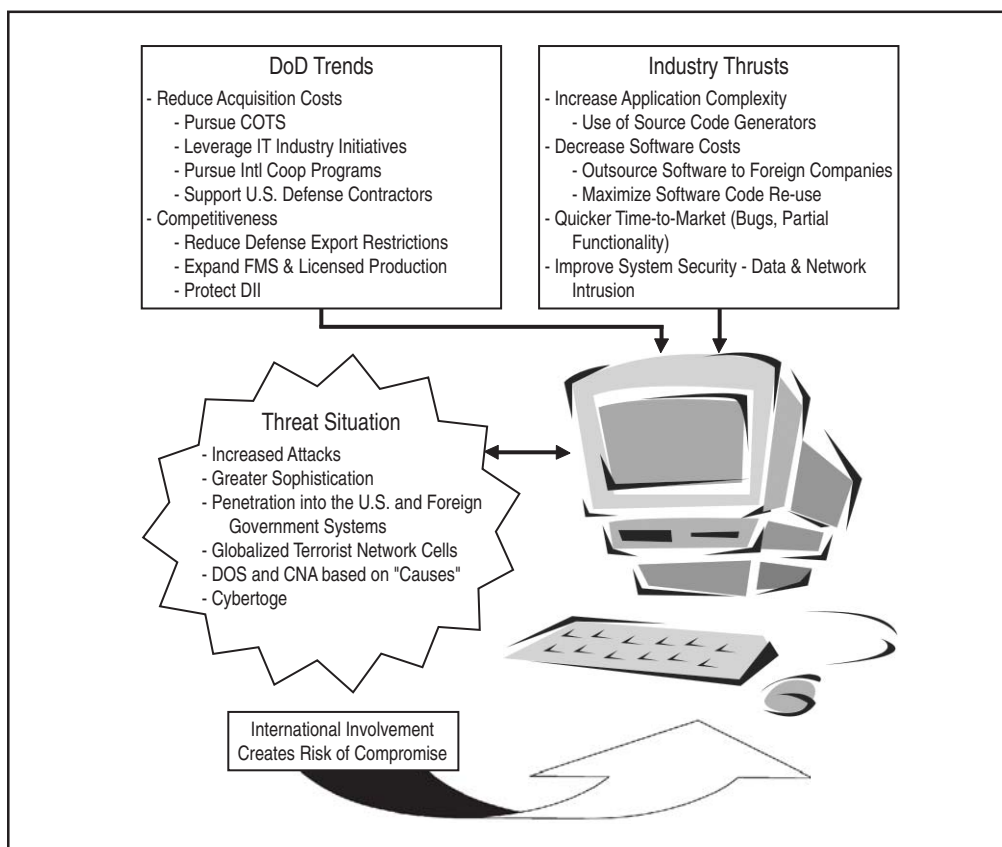 DoD Trends
- Reduce Acquisition Costs
- Pursue COTS
- Leverage IT Industry Initiatives
- Pursue Intl Coop Programs
- Support U.S. Defense Contractors
- Competitiveness
- Reduce Defense Export Restrictions
- Expand FMS & Licensed Production
- Protect DII
Industry Thrusts
- Increase Application Complexity
- Use of Source Code Generators
- Decrease Software Costs
- Outsource Software to Foreign Companies
- Maximize Software Code Re-use
- Quicker Time-to-Market (Bugs, Partial
Functionality)
- Improve System Security - Data & Network
Intrusion
Threat Situation
- Increased Attacks
- Greater Sophistication
- Penetration into the U.S. and Foreign
Government Systems
- Globalized Terrorist Network Cells
- DOS and CNA based on "Causes"
- Cybertoge
International Involvement
Creates Risk of Compromise